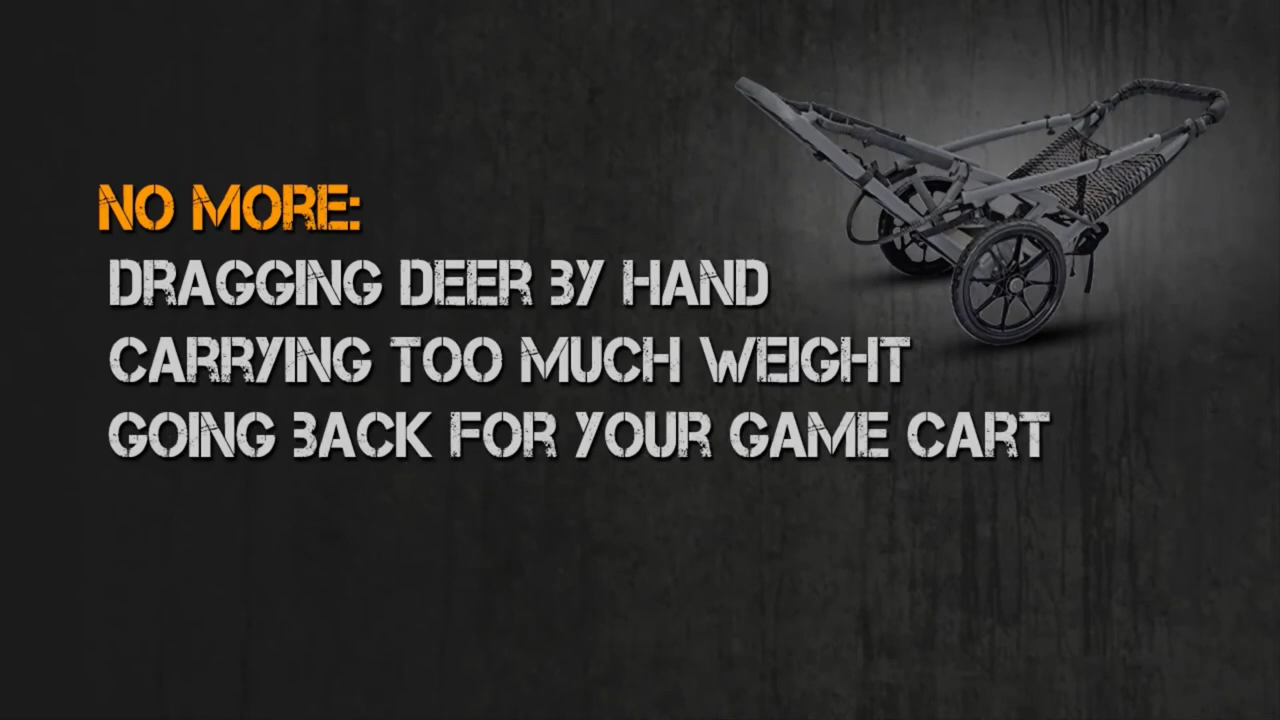 NO MORE:
DRAGGING DEER BY HAND
CARRYING TOO MUCH WEIGHT
GOING BACK FOR YOUR GAME CART